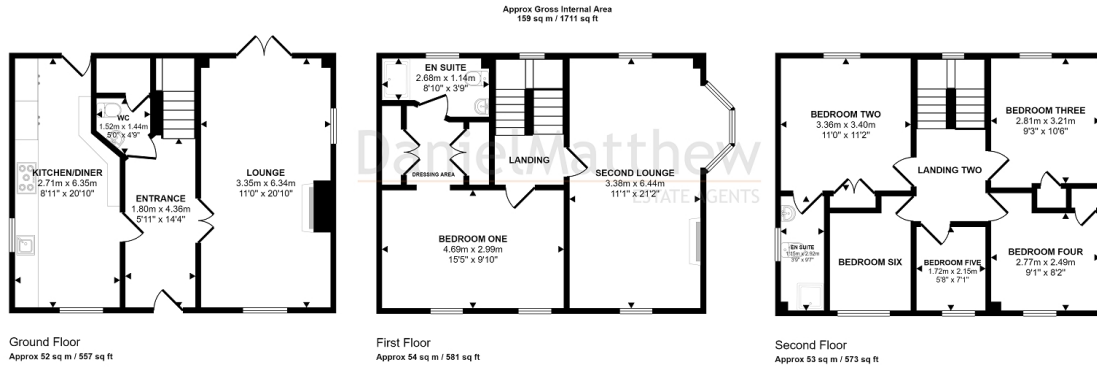 Approx Gross Internal Area
159 sq m / 1711 sq ft
KITCHEN/DINER
2.71m x 6.35m
8'11" x 20'10"
WC
1.52m x 1.44m
5'0" x 4'9"
ENTRANCE
1.80m x 4.36m
5'11" x 14'4"
LOUNGE
3.35m x 6.34m
11'0" x 20'10"
Ground Floor
Approx 52 sq m / 557 sq ft
EN SUITE
2.68m x 1.14m
8'10" x 3'9"
DRESSING AREA
LANDING
BEDROOM ONE
4.69m x 2.99m
15'5" x 9'10"
SECOND LOUNGE
3.38m x 6.44m
11'1" x 21'2"
First Floor
Approx 54 sq m / 581 sq ft
DanielMatthew
ESTATE AGENTS
BEDROOM TWO
3.36m x 3.40m
11'0" x 11'2"
LANDING TWO
BEDROOM THREE
2.81m x 3.21m
9'3" x 10'6"
EN SUITE
1.15m x 2.92m
3'9" x 9'7"
BEDROOM SIX
BEDROOM FIVE
1.72m x 2.15m
5'8" x 7'1"
BEDROOM FOUR
2.77m x 2.49m
9'1" x 8'2"
Second Floor
Approx 53 sq m / 573 sq ft